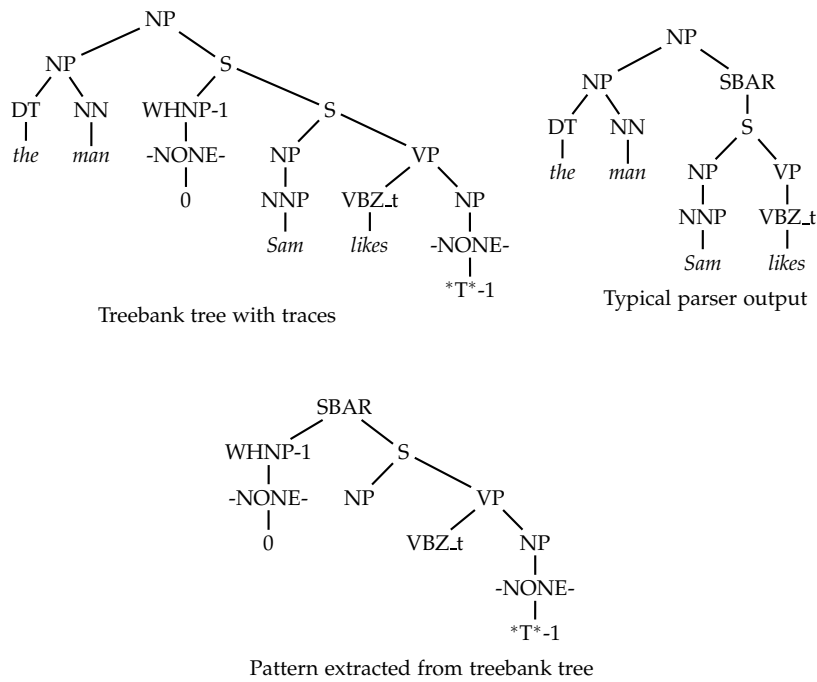 NP
NP S
DT NN WHNP-1 S
the man -NONE- NP VP
0 NNP VBZ_t NP
Sam likes -NONE-
*T*-1
Treebank tree with traces
NP
NP SBAR
DT NN S
the man NP VP
NNP VBZ_t
Sam likes
Typical parser output
SBAR
WHNP-1 S
-NONE- NP VP
0 VBZ_t NP
-NONE-
*T*-1
Pattern extracted from treebank tree